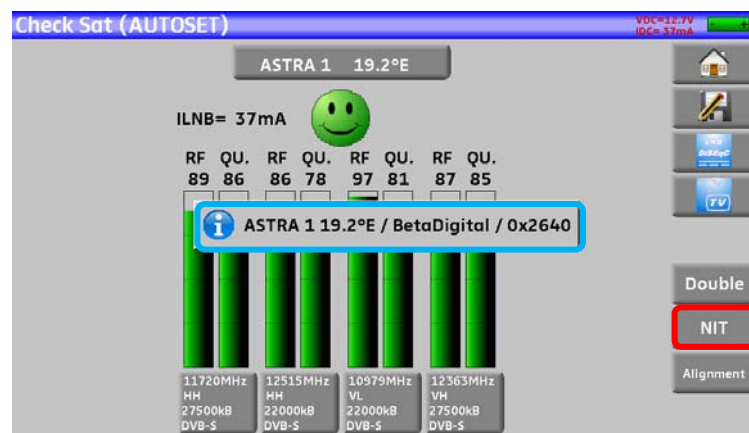 Check Sat (AUTOSET)
VDC=12.7V
IDC= 37mA
- +
ASTRA 1 19.2°E
ILNB= 37mA
RF QU. RF QU. RF QU. RF QU.
89 86 86 78 97 81 87 85
LNB
DiSEqC
TV
ASTRA 1 19.2°E / BetaDigital / 0x2640
Double
NIT
Alignment
11720MHz 12515MHz 10979MHz 12363MHz
HH HH VL VH
27500kB 22000kB 22000kB 27500kB
DVB-S DVB-S DVB-S DVB-S